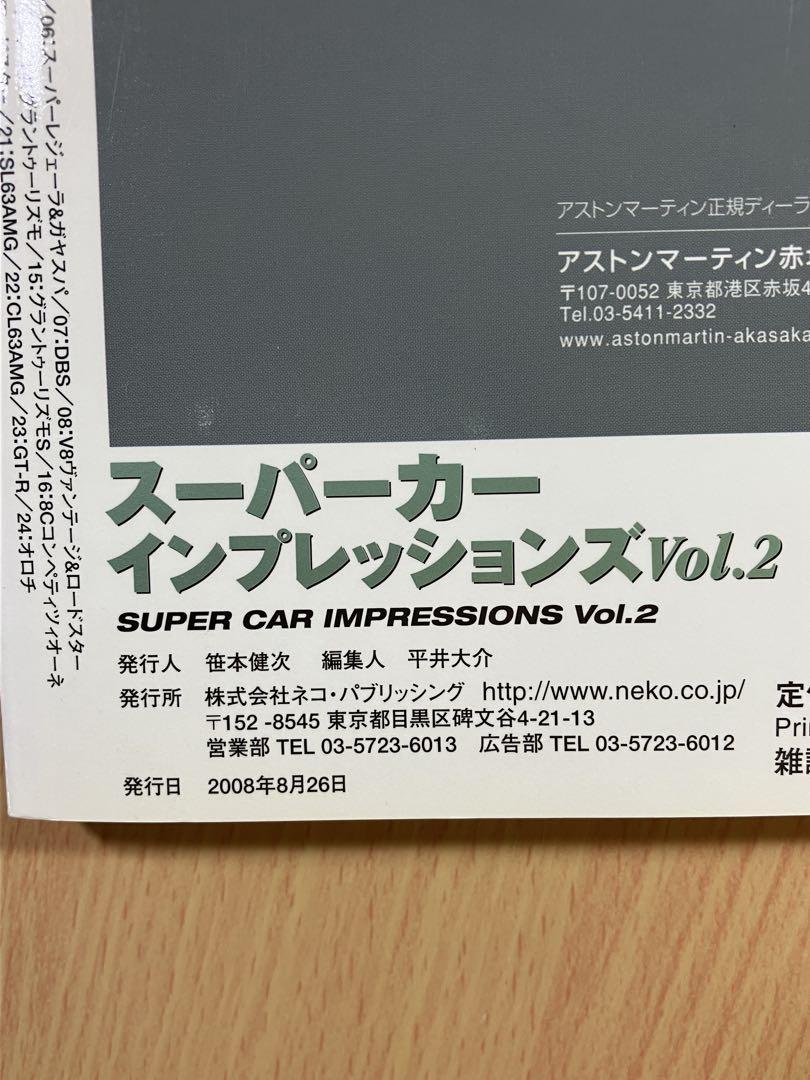 アストンマーティン正規ディーラ
アストンマーティン赤
〒107-0052 東京都港区赤坂4
Tel.03-5411-2332
www.astonmartin-akasaka
スーパーカー
インプレッションズVol.2
SUPER CAR IMPRESSIONS Vol.2
発行人 笹本健次 編集人 平井大介
発行所 株式会社ネコ・パブリッシング http://www.neko.co.jp/
〒152 -8545 東京都目黒区碑文谷4-21-13
営業部 TEL 03-5723-6013 広告部 TEL 03-5723-6012
発行日 2008年8月26日
定
Pri
雑
/06:スーパーレジェーラ&ガヤスパ/07:DBS/08:V8ヴァンテージ&ロードスター
グラントゥーリズモ/15:グラントゥーリズモS/16:8Cコンペティツィオーネ
/21:SL63AMG/22:CL63AMG/23:GT-R/24:オロチ